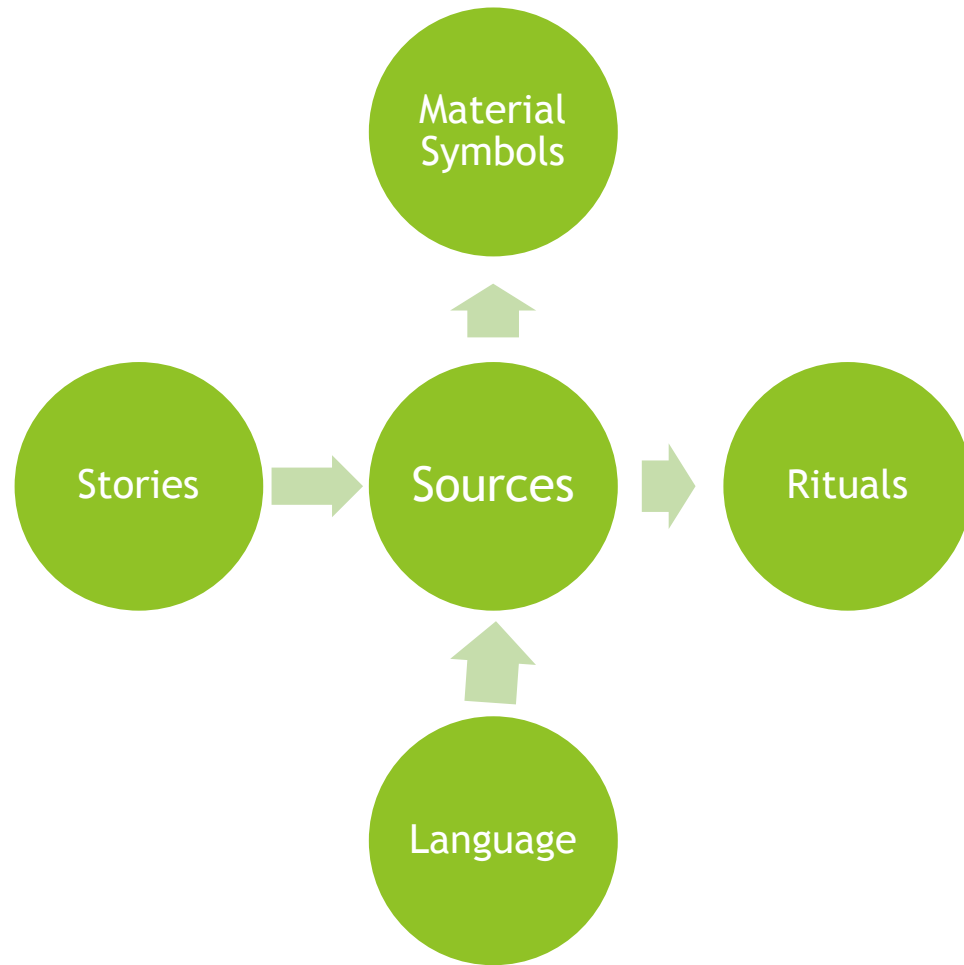 Material
Symbols
Stories
Sources
Rituals
Language